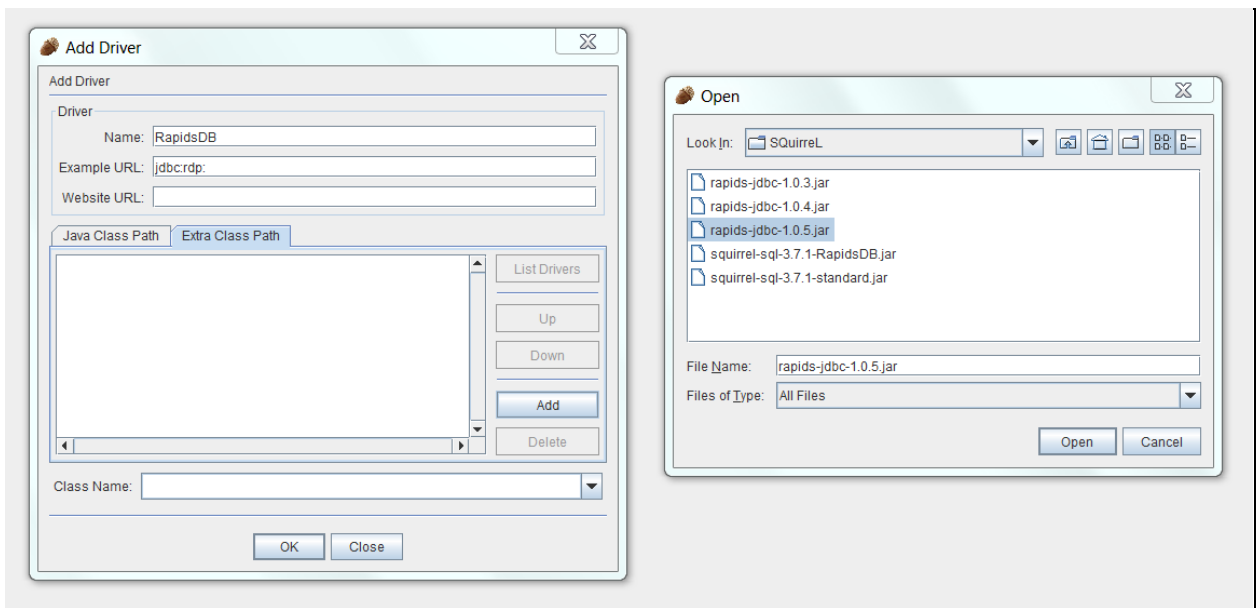 Add Driver
Add Driver
Driver
Name: RapidsDB
Example URL: jdbc:rdp:
Website URL:
Java Class Path Extra Class Path
List Drivers
Up
Down
Add
Delete
Class Name:
OK Close
Open
Look In: SQuirreL
rapids-jdbc-1.0.3.jar
rapids-jdbc-1.0.4.jar
rapids-jdbc-1.0.5.jar
squirrel-sql-3.7.1-RapidsDB.jar
squirrel-sql-3.7.1-standard.jar
File Name: rapids-jdbc-1.0.5.jar
Files of Type: All Files
Open Cancel